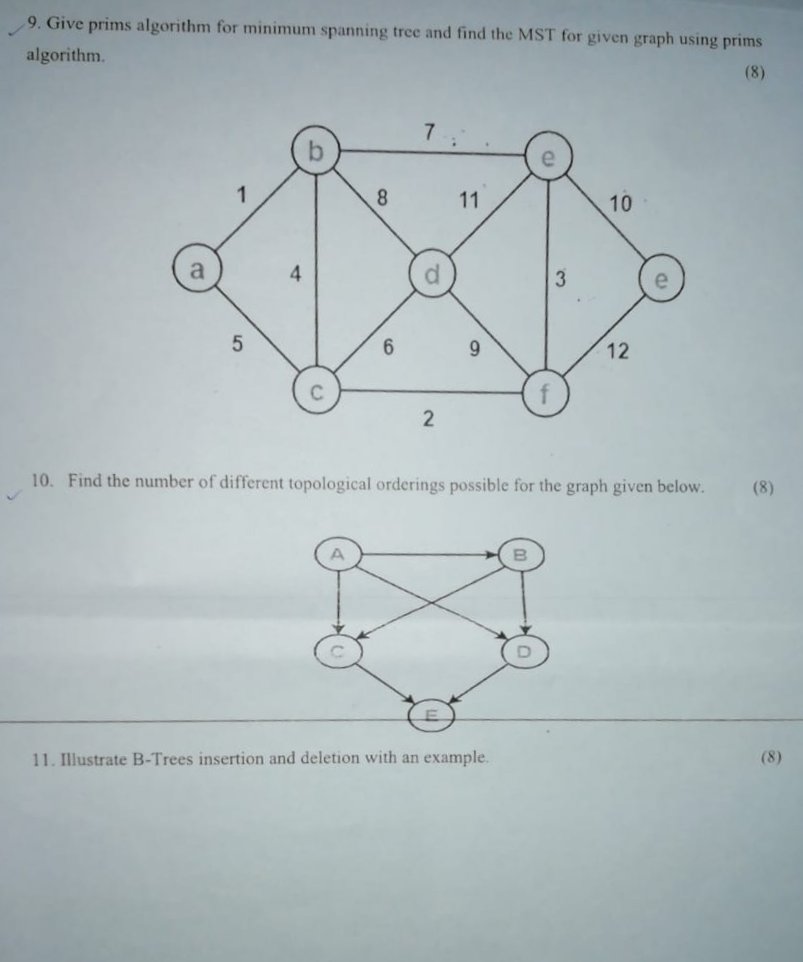 9. Give prims algorithm for minimum spanning tree and find the MST for given graph using prims
algorithm.
(8)
7
b
e
1
8
11
10
a
4
d
3
e
5
6
9
12
c
f
2
10. Find the number of different topological orderings possible for the graph given below. (8)
A
B
C
D
E
11. Illustrate B-Trees insertion and deletion with an example. (8)